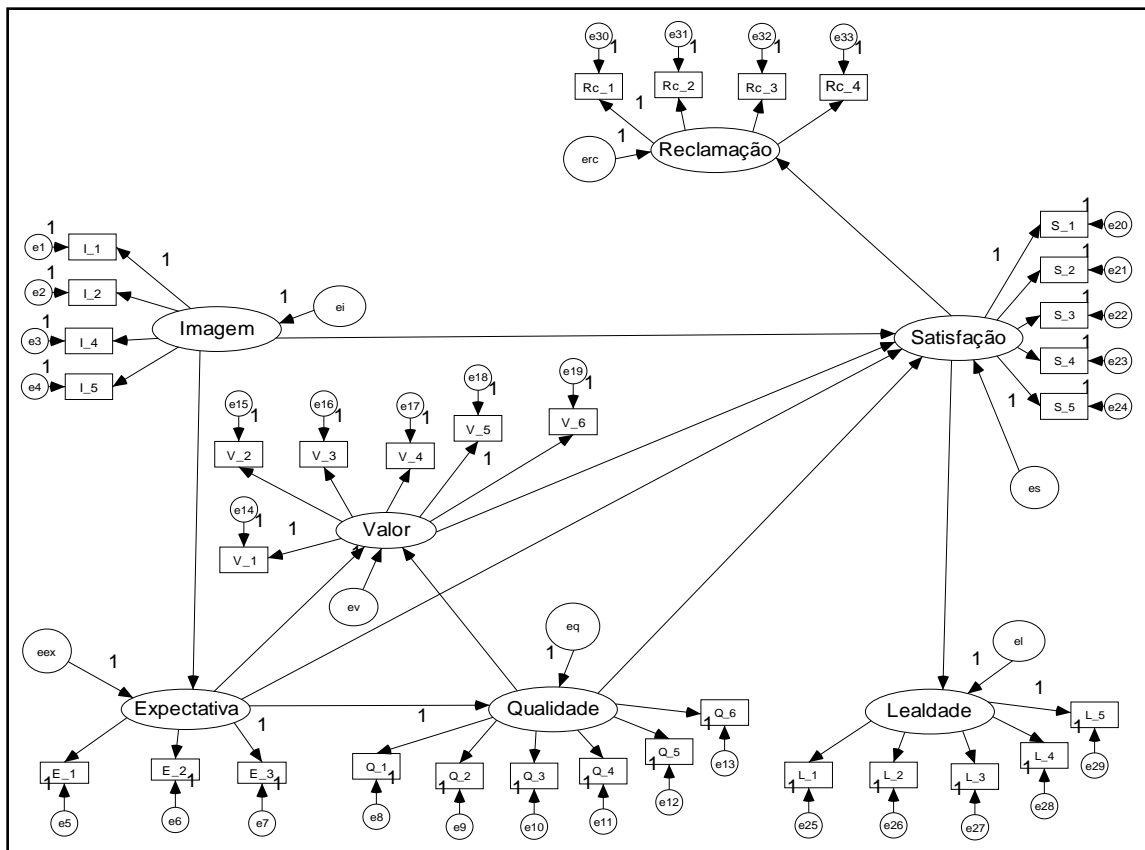 e30 1 e31 1 e32 1 e33 1
Rc_1 Rc_2 Rc_3 Rc_4
1
1
erc Reclamação
1 1
e1 I_1 S_1 e20
1 1 1 1
e2 I_2 S_2 e21
1 ei 1
1 Imagem 1
e3 I_4 S_3 e22
Satisfação
1 1
e4 I_5 S_4 e23
e18 e19 1
e15 1 e16 1 e17 1 1 1 1 S_5 e24
V_5 V_6
V_2 V_3 V_4 1
es
e14 1 1 Valor
V_1 1
ev
eq
eex 1 1 el
1
Expectativa Qualidade Lealdade 1
1 1 Q_6 L_5
1 1
E_1 E_2 E_3 Q_1 Q_2 Q_3 Q_4 Q_5 e13 L_1 L_2 L_3 L_4 e29
1 1 1 1 1 1 1 1 1 1 1 1
e5 e6 e7 e8 e9 e10 e11 e12 e25 e26 e27 e28